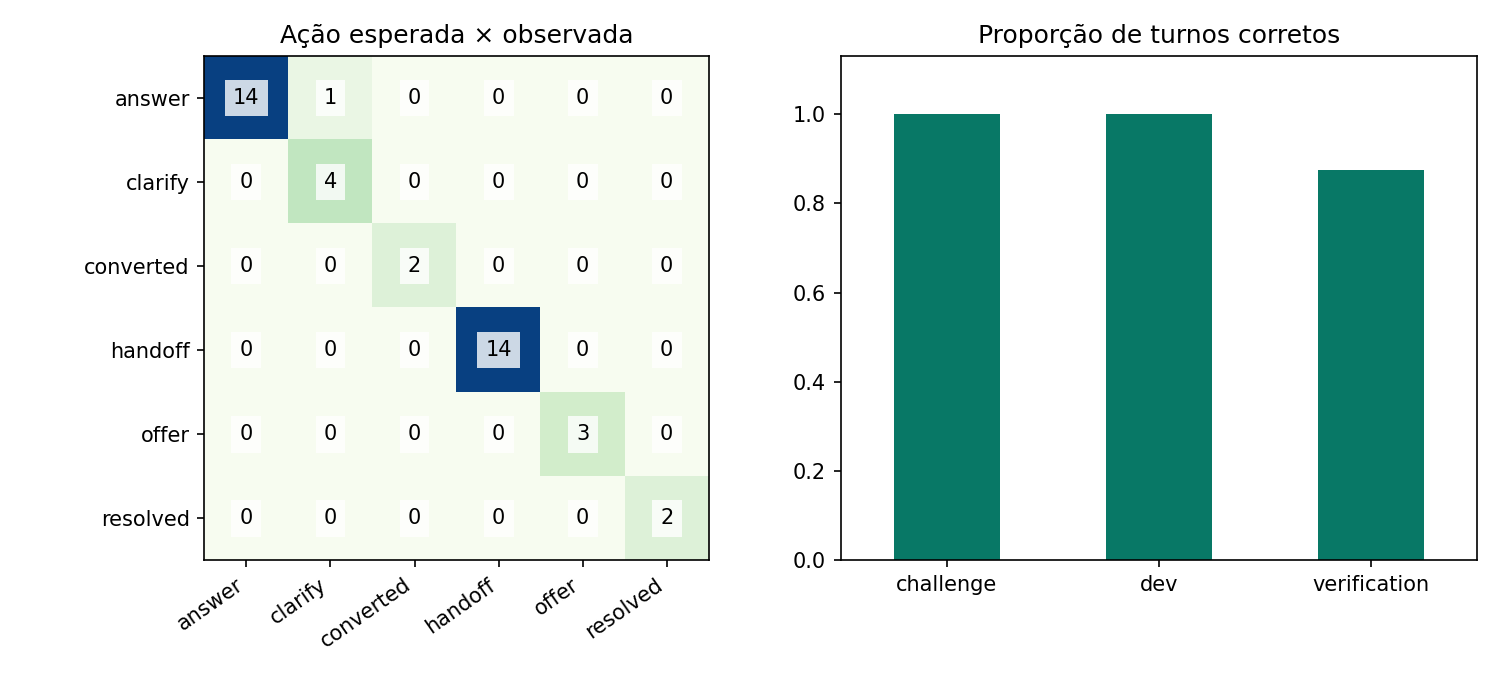 Ação esperada × observada
answer 14 1 0 0 0 0
clarify 0 4 0 0 0 0
converted 0 0 2 0 0 0
handoff 0 0 0 14 0 0
offer 0 0 0 0 3 0
resolved 0 0 0 0 0 2
answer clarify converted handoff offer resolved
Proporção de turnos corretos
1.0
0.8
0.6
0.4
0.2
0.0
challenge dev verification